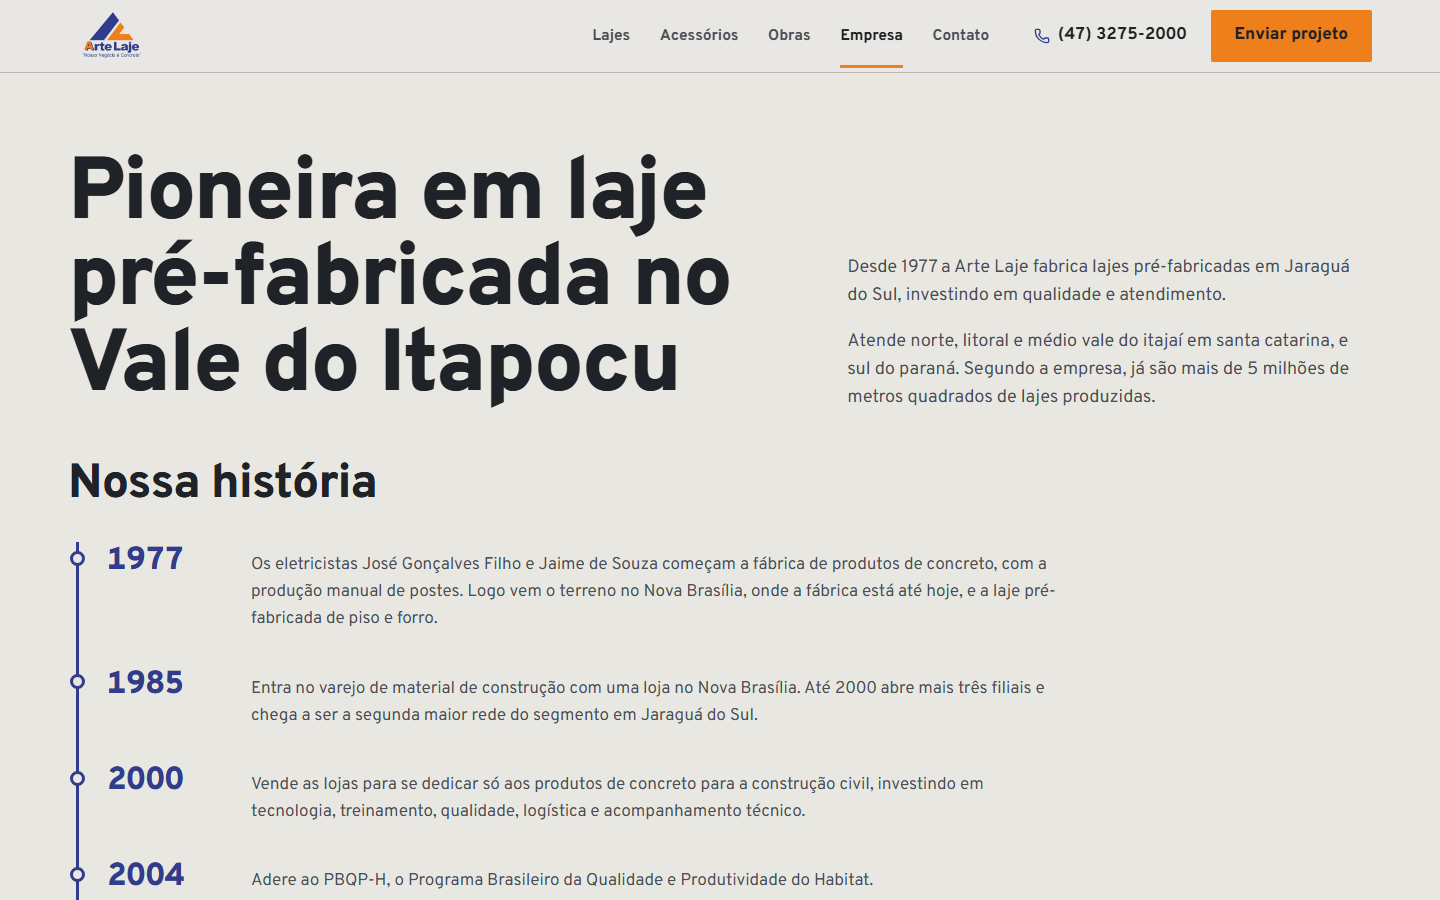 Arte Laje
"Nosso Negócio é Concreto"
Lajes
Acessórios
Obras
Empresa
Contato
(47) 3275-2000
Enviar projeto
Pioneira em laje
pré-fabricada no
Vale do Itapocu
Desde 1977 a Arte Laje fabrica lajes pré-fabricadas em Jaraguá
do Sul, investindo em qualidade e atendimento.
Atende norte, litoral e médio vale do itajaí em santa catarina, e
sul do paraná. Segundo a empresa, já são mais de 5 milhões de
metros quadrados de lajes produzidas.
Nossa história
1977
Os eletricistas José Gonçalves Filho e Jaime de Souza começam a fábrica de produtos de concreto, com a
produção manual de postes. Logo vem o terreno no Nova Brasília, onde a fábrica está até hoje, e a laje pré-
fabricada de piso e forro.
1985
Entra no varejo de material de construção com uma loja no Nova Brasília. Até 2000 abre mais três filiais e
chega a ser a segunda maior rede do segmento em Jaraguá do Sul.
2000
Vende as lojas para se dedicar só aos produtos de concreto para a construção civil, investindo em
tecnologia, treinamento, qualidade, logística e acompanhamento técnico.
2004
Adere ao PBQP-H, o Programa Brasileiro da Qualidade e Produtividade do Habitat.